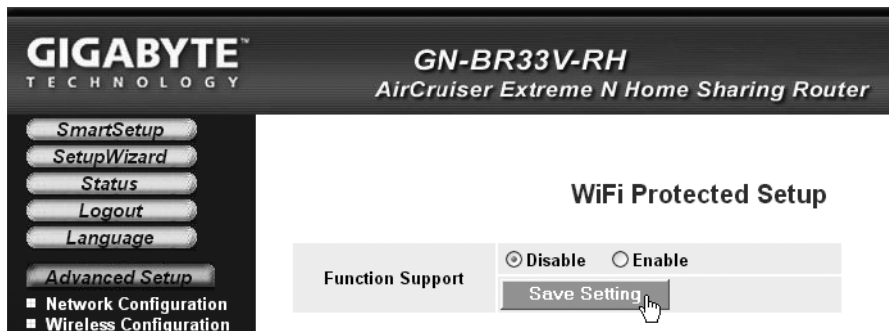 GIGABYTE™
TECHNOLOGY
GN-BR33V-RH
AirCruiser Extreme N Home Sharing Router
SmartSetup
SetupWizard
Status
Logout
Language
Advanced Setup
Network Configuration
Wireless Configuration
WiFi Protected Setup
Function Support
Disable Enable
Save Setting